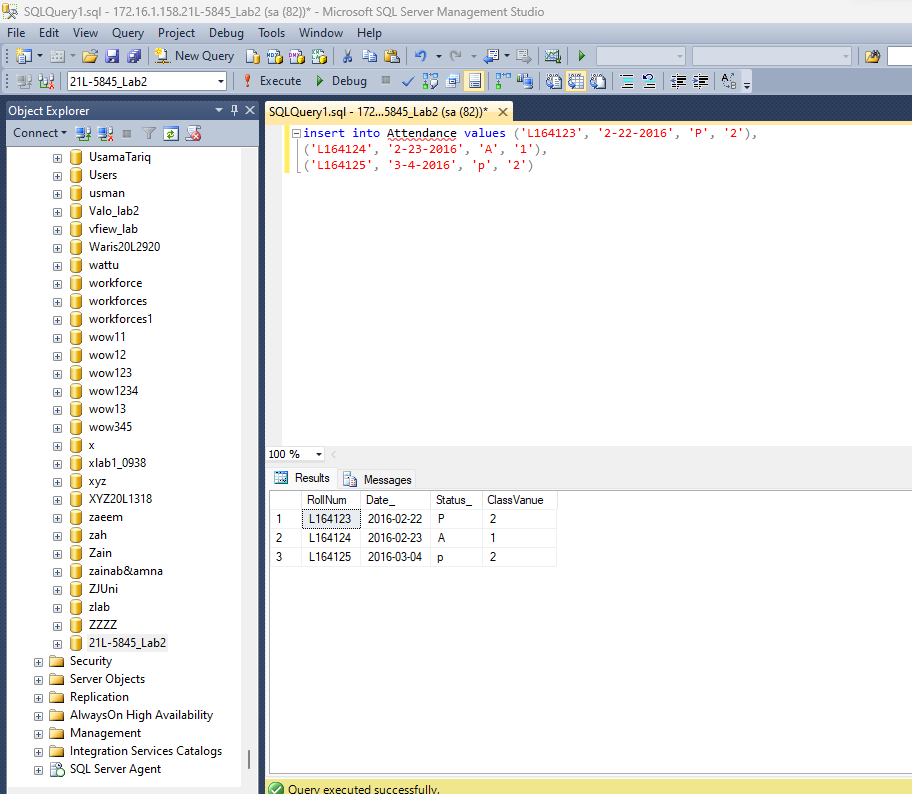 SQLQuery1.sql - 172.16.1.158.21L-5845_Lab2 (sa (82))* - Microsoft SQL Server Management Studio
File Edit View Query Project Debug Tools Window Help
New Query
21L-5845_Lab2 Execute Debug
Object Explorer
Connect
UsamaTariq
Users
usman
Valo_lab2
vfiew_lab
Waris20L2920
wattu
workforce
workforces
workforces1
wow11
wow12
wow123
wow1234
wow13
wow345
x
xlab1_0938
xyz
XYZ20L1318
zaeem
zah
Zain
zainab&amna
ZJUni
zlab
ZZZZ
21L-5845_Lab2
Security
Server Objects
Replication
AlwaysOn High Availability
Management
Integration Services Catalogs
SQL Server Agent
SQLQuery1.sql - 172...5845_Lab2 (sa (82))*
insert into Attendance values ('L164123', '2-22-2016', 'P', '2'),
('L164124', '2-23-2016', 'A', '1'),
('L164125', '3-4-2016', 'p', '2')
100 %
Results Messages
RollNum Date_ Status_ ClassVanue
1 L164123 2016-02-22 P 2
2 L164124 2016-02-23 A 1
3 L164125 2016-03-04 p 2
Query executed successfully.